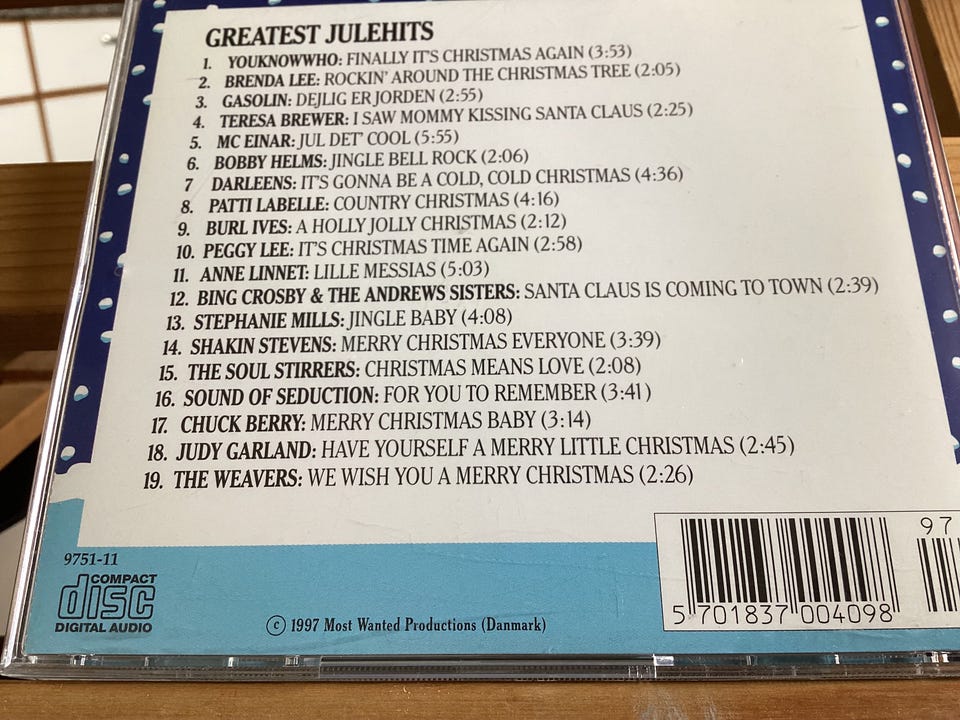 GREATEST JULEHITS
1. YOUKNOWWHO: FINALLY IT'S CHRISTMAS AGAIN (3:53)
2. BRENDA LEE: ROCKIN' AROUND THE CHRISTMAS TREE (2:05)
3. GASOLIN: DEJLIG ER JORDEN (2:55)
4. TERESA BREWER: I SAW MOMMY KISSING SANTA CLAUS (2:25)
5. MC EINAR: JUL DET' COOL (5:55)
6. BOBBY HELMS: JINGLE BELL ROCK (2:06)
7 DARLEENS: IT'S GONNA BE A COLD, COLD CHRISTMAS (4:36)
8. PATTI LABELLE: COUNTRY CHRISTMAS (4:16)
9. BURL IVES: A HOLLY JOLLY CHRISTMAS (2:12)
10. PEGGY LEE: IT'S CHRISTMAS TIME AGAIN (2:58)
11. ANNE LINNET: LILLE MESSIAS (5:03)
12. BING CROSBY & THE ANDREWS SISTERS: SANTA CLAUS IS COMING TO TOWN (2:39)
13. STEPHANIE MILLS: JINGLE BABY (4:08)
14. SHAKIN STEVENS: MERRY CHRISTMAS EVERYONE (3:39)
15. THE SOUL STIRRERS: CHRISTMAS MEANS LOVE (2:08)
16. SOUND OF SEDUCTION: FOR YOU TO REMEMBER (3:41)
17. CHUCK BERRY: MERRY CHRISTMAS BABY (3:14)
18. JUDY GARLAND: HAVE YOURSELF A MERRY LITTLE CHRISTMAS (2:45)
19. THE WEAVERS: WE WISH YOU A MERRY CHRISTMAS (2:26)
9751-11
COMPACT
disc
DIGITAL AUDIO
© 1997 Most Wanted Productions (Danmark)
97
5 701837 004098